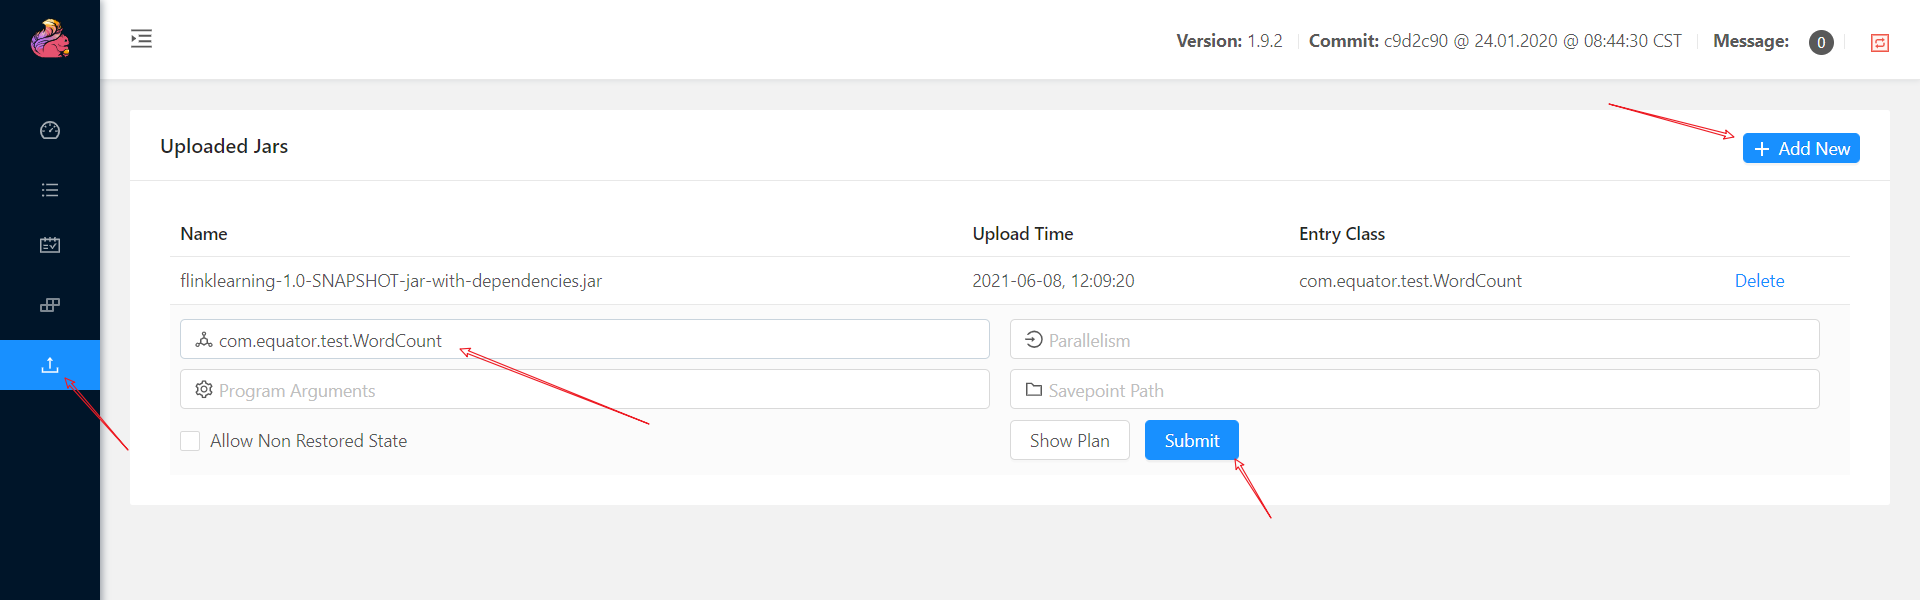 Version: 1.9.2 Commit: c9d2c90 @ 24.01.2020 @ 08:44:30 CST Message: 0
Uploaded Jars
Add New
Name Upload Time Entry Class
flinklearning-1.0-SNAPSHOT-jar-with-dependencies.jar 2021-06-08, 12:09:20 com.equator.test.WordCount Delete
com.equator.test.WordCount Parallelism
Program Arguments Savepoint Path
Allow Non Restored State Show Plan Submit